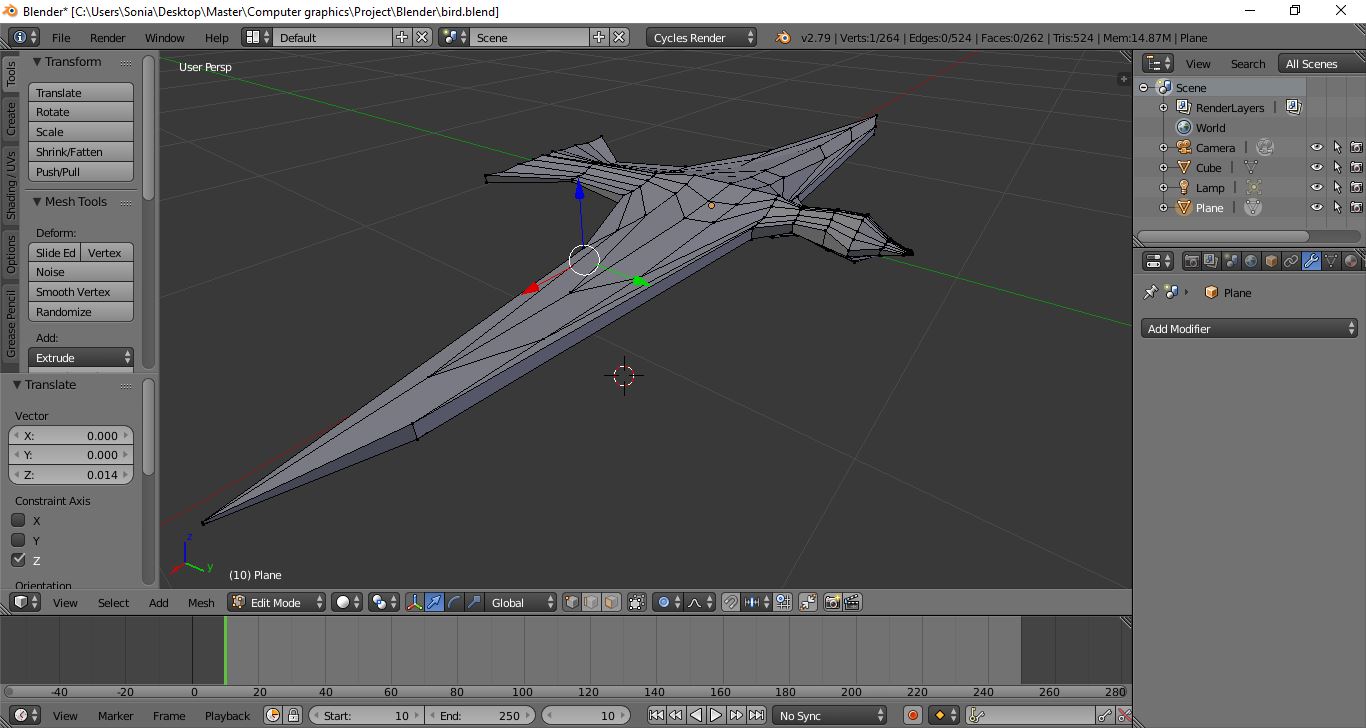 Blender* [C:\Users\Sonia\Desktop\Master\Computer graphics\Project\Blender\bird.blend]
File Render Window Help Default Scene Cycles Render v2.79 | Verts:1/264 | Edges:0/524 | Faces:0/262 | Tris:524 | Mem:14.87M | Plane
Tools
Create
Shading / UVs
Options
Grease Pencil
Transform
Translate
Rotate
Scale
Shrink/Fatten
Push/Pull
Mesh Tools
Deform:
Slide Ed Vertex
Noise
Smooth Vertex
Randomize
Add:
Extrude
Translate
Vector
X: 0.000
Y: 0.000
Z: 0.014
Constraint Axis
X
Y
Z
Orientation
User Persp
z
y
(10) Plane
View Select Add Mesh Edit Mode Global
View Search All Scenes
Scene
RenderLayers
World
Camera
Cube
Lamp
Plane
Plane
Add Modifier
-40 -20 0 20 40 60 80 100 120 140 160 180 200 220 240 260 280
View Marker Frame Playback Start: 10 End: 250 10 No Sync